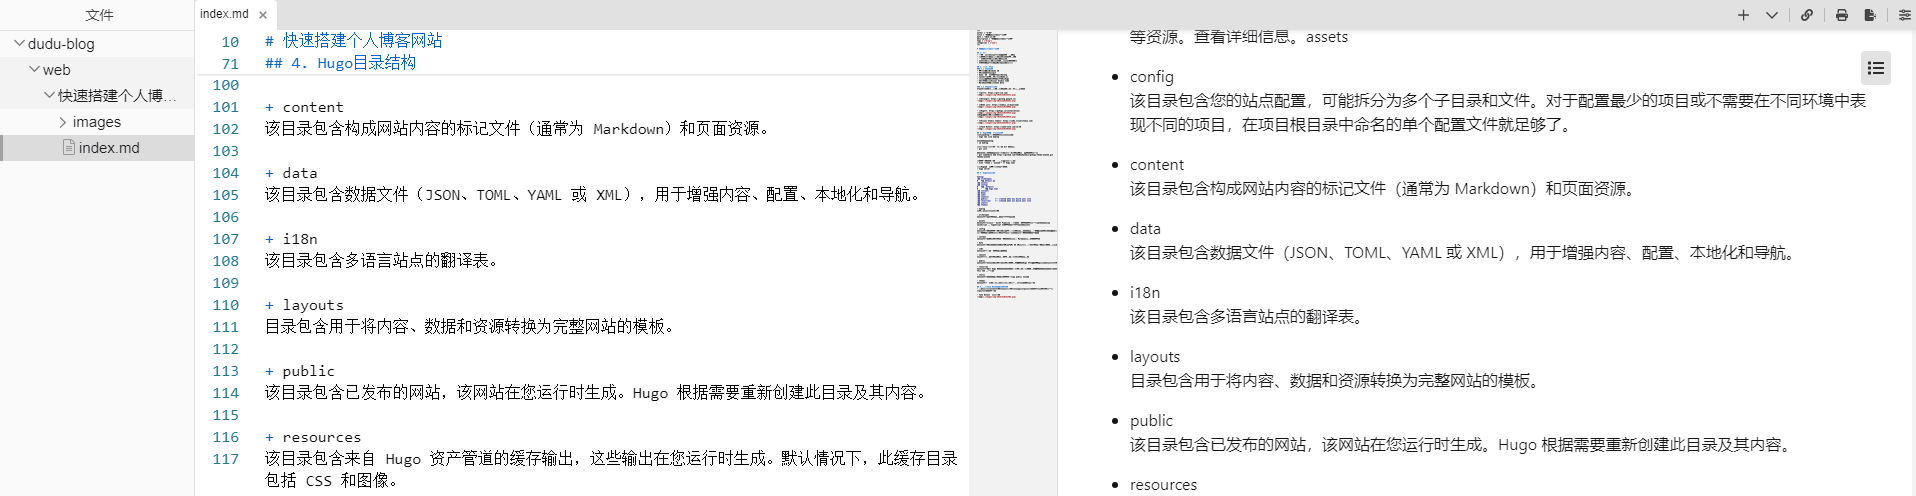 文件
dudu-blog
web
快速搭建个人博...
images
index.md
index.md
10 # 快速搭建个人博客网站
71 ## 4. Hugo目录结构
100
101 + content
102 该目录包含构成网站内容的标记文件（通常为 Markdown）和页面资源。
103
104 + data
105 该目录包含数据文件（JSON、TOML、YAML 或 XML），用于增强内容、配置、本地化和导航。
106
107 + i18n
108 该目录包含多语言站点的翻译表。
109
110 + layouts
111 目录包含用于将内容、数据和资源转换为完整网站的模板。
112
113 + public
114 该目录包含已发布的网站，该网站在您运行时生成。Hugo 根据需要重新创建此目录及其内容。
115
116 + resources
117 该目录包含来自 Hugo 资产管道的缓存输出，这些输出在您运行时生成。默认情况下，此缓存目录
包括 CSS 和图像。
等资源。查看详细信息。assets
• config
该目录包含您的站点配置，可能拆分为多个子目录和文件。对于配置最少的项目或不需要在不同环境中表
现不同的项目，在项目根目录中命名的单个配置文件就足够了。
• content
该目录包含构成网站内容的标记文件（通常为 Markdown）和页面资源。
• data
该目录包含数据文件（JSON、TOML、YAML 或 XML），用于增强内容、配置、本地化和导航。
• i18n
该目录包含多语言站点的翻译表。
• layouts
目录包含用于将内容、数据和资源转换为完整网站的模板。
• public
该目录包含已发布的网站，该网站在您运行时生成。Hugo 根据需要重新创建此目录及其内容。
• resources